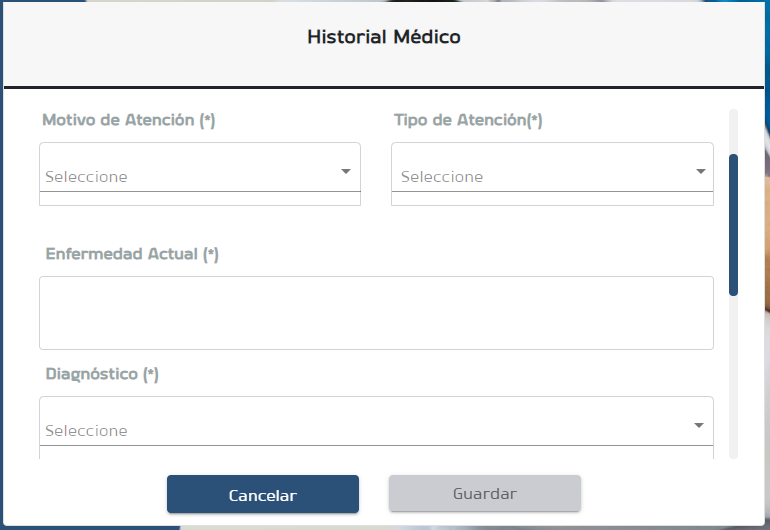 Historial Médico
Motivo de Atención (*)
Tipo de Atención(*)
Seleccione
Seleccione
Enfermedad Actual (*)
Diagnóstico (*)
Seleccione
Cancelar
Guardar